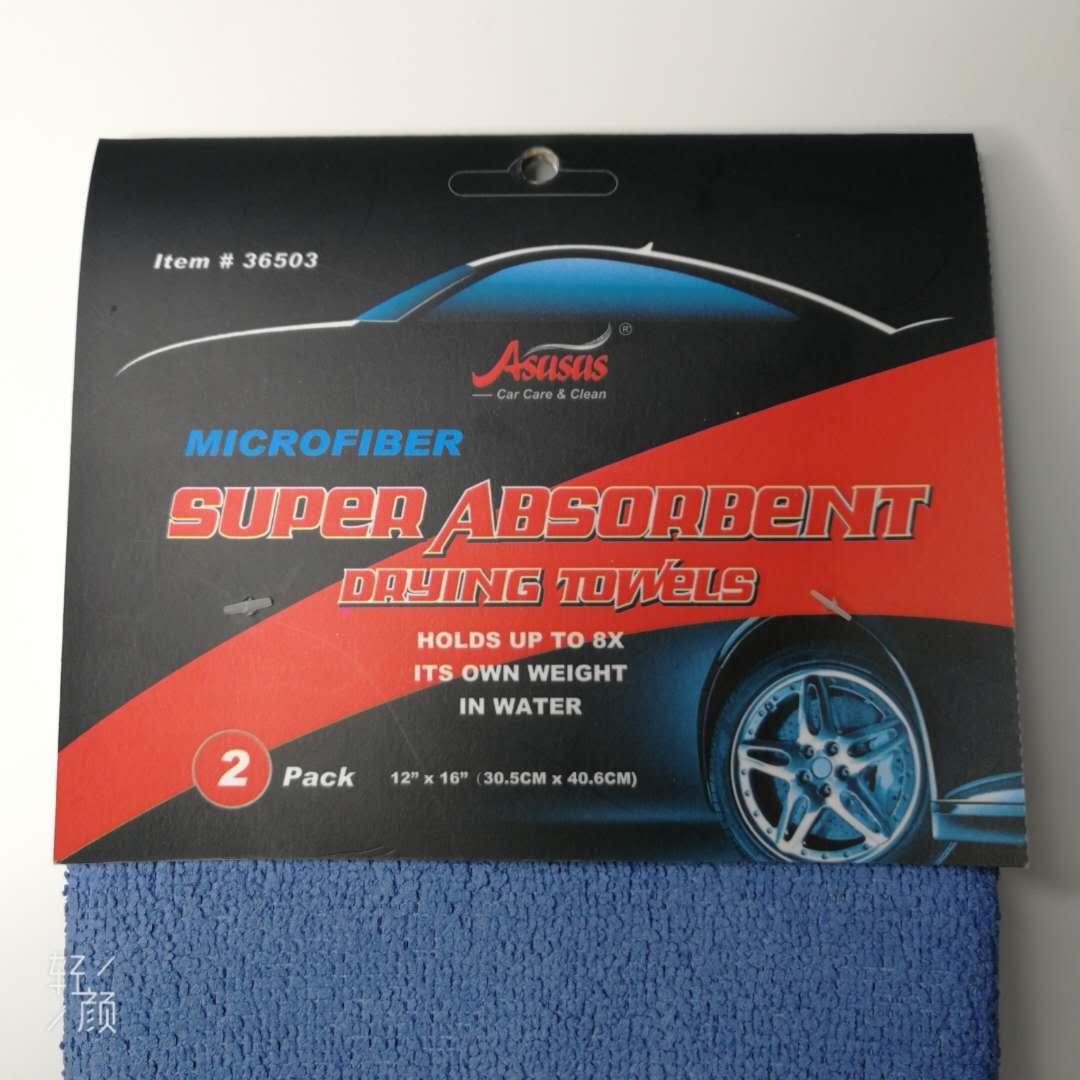 Item # 36503
Asasas ®
Car Care & Clean
MICROFIBER
SUPER ABSORBENT
DRYING TOWELS
HOLDS UP TO 8X
ITS OWN WEIGHT
IN WATER
2 Pack 12” x 16” (30.5CM x 40.6CM)
轻
颜